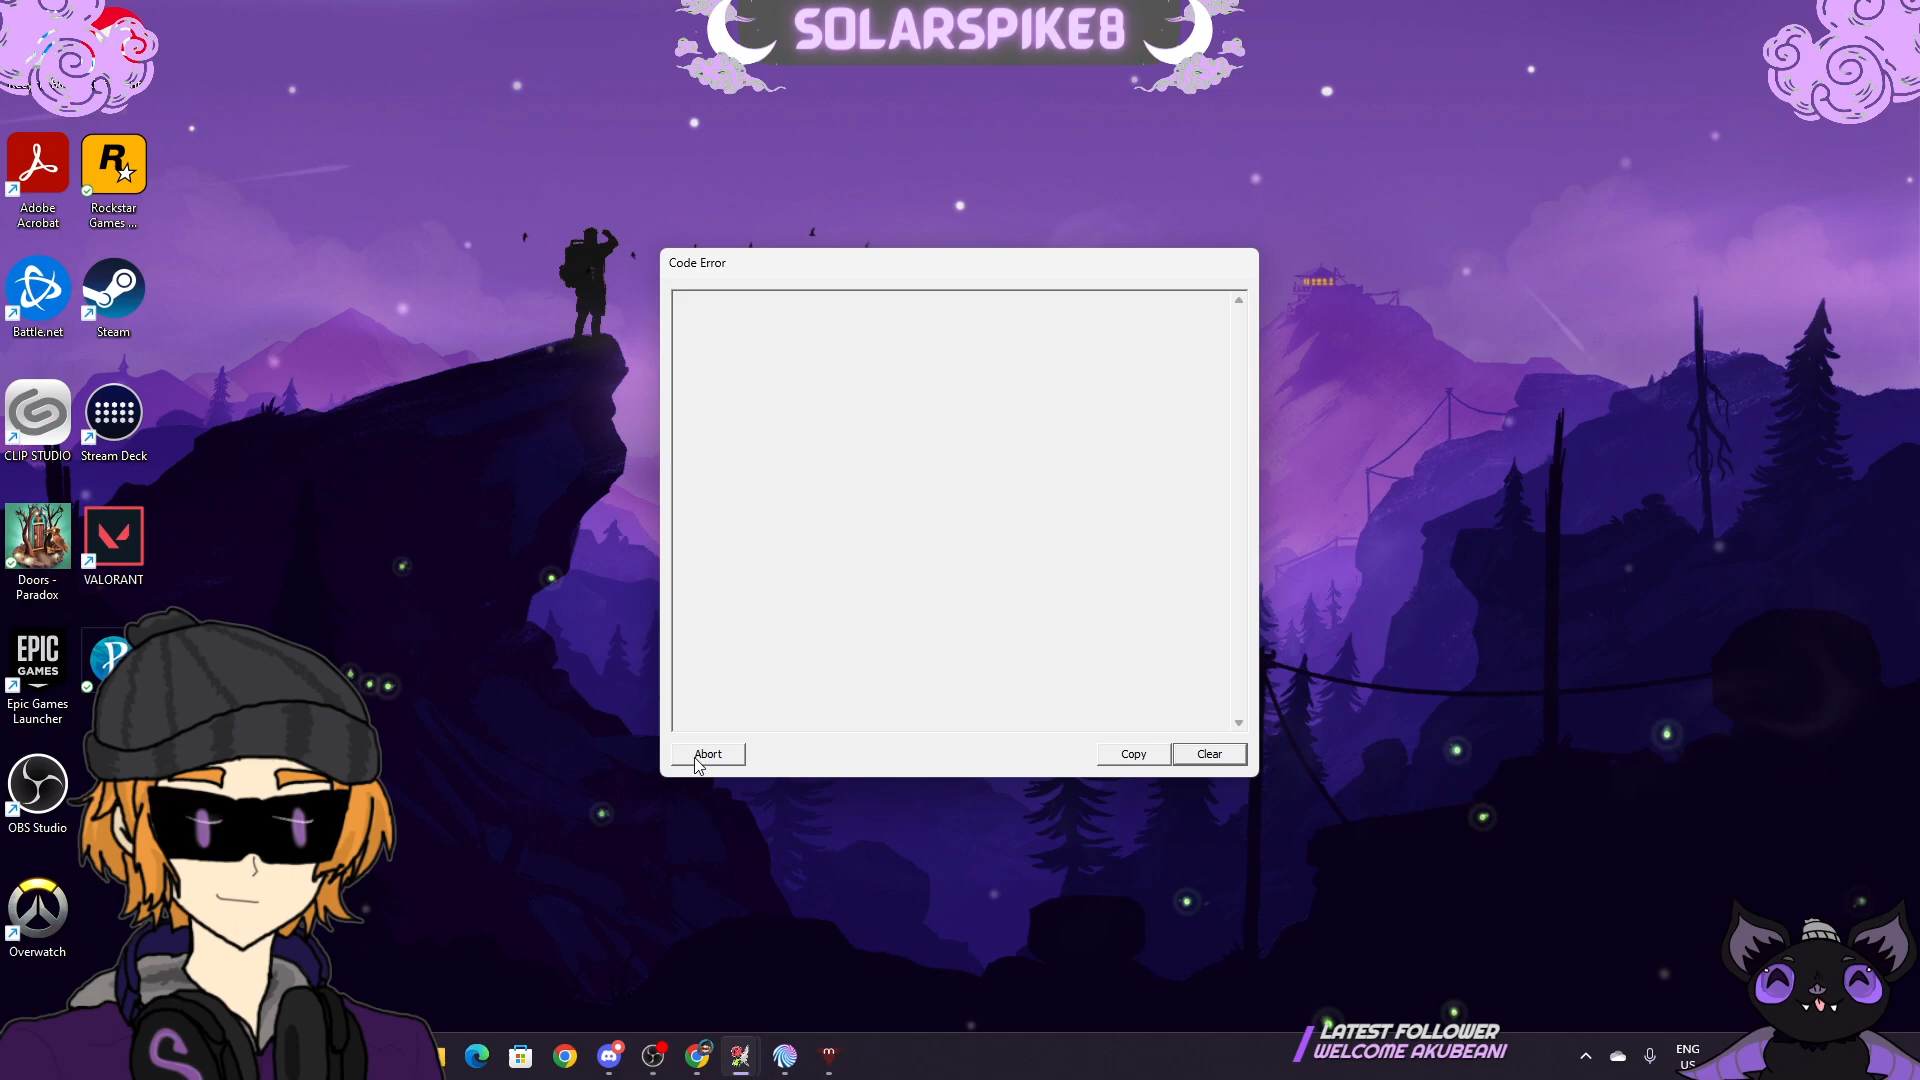 SOLARSPIKE8
Adobe
Acrobat
Rockstar
Games ...
Battle.net
Steam
CLIP STUDIO
Stream Deck
Doors -
Paradox
VALORANT
EPIC
GAMES
Epic Games
Launcher
OBS Studio
Overwatch
Code Error
Abort
Copy
Clear
LATEST FOLLOWER
WELCOME AKUBEANI
ENG
US